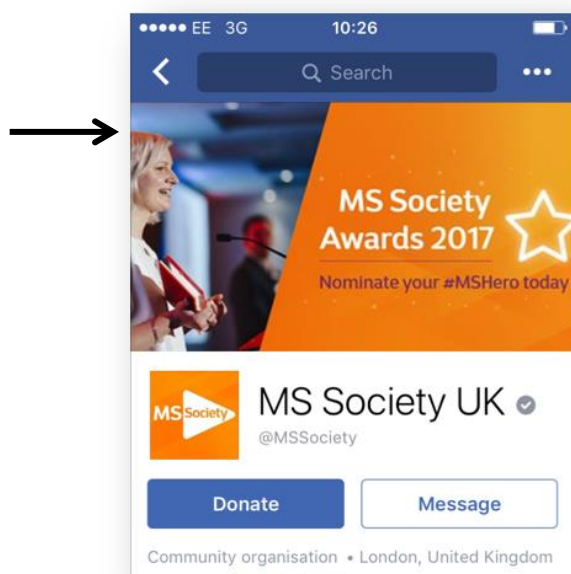 EE 3G 10:26
Search
MS Society
Awards 2017
Nominate your #MSHero today
MS Society
MS Society UK
@MSSociety
Donate Message
Community organisation • London, United Kingdom